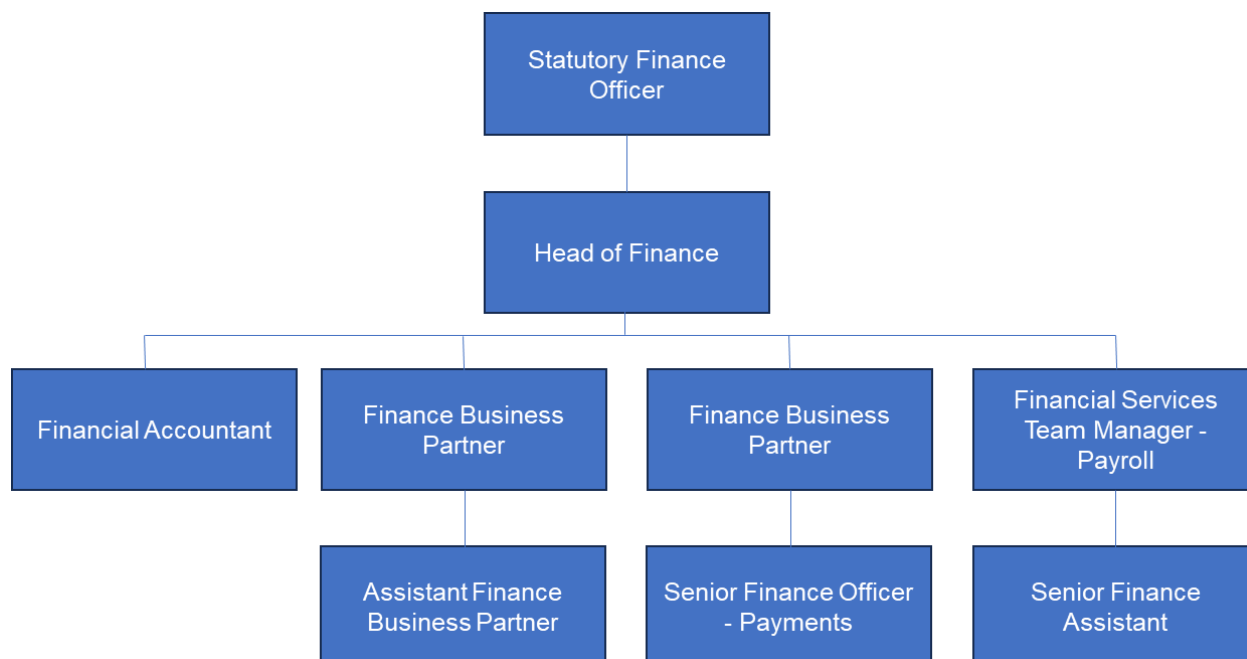 Statutory Finance
Officer
Head of Finance
Financial Accountant
Finance Business
Partner
Finance Business
Partner
Financial Services
Team Manager -
Payroll
Assistant Finance
Business Partner
Senior Finance Officer
- Payments
Senior Finance
Assistant